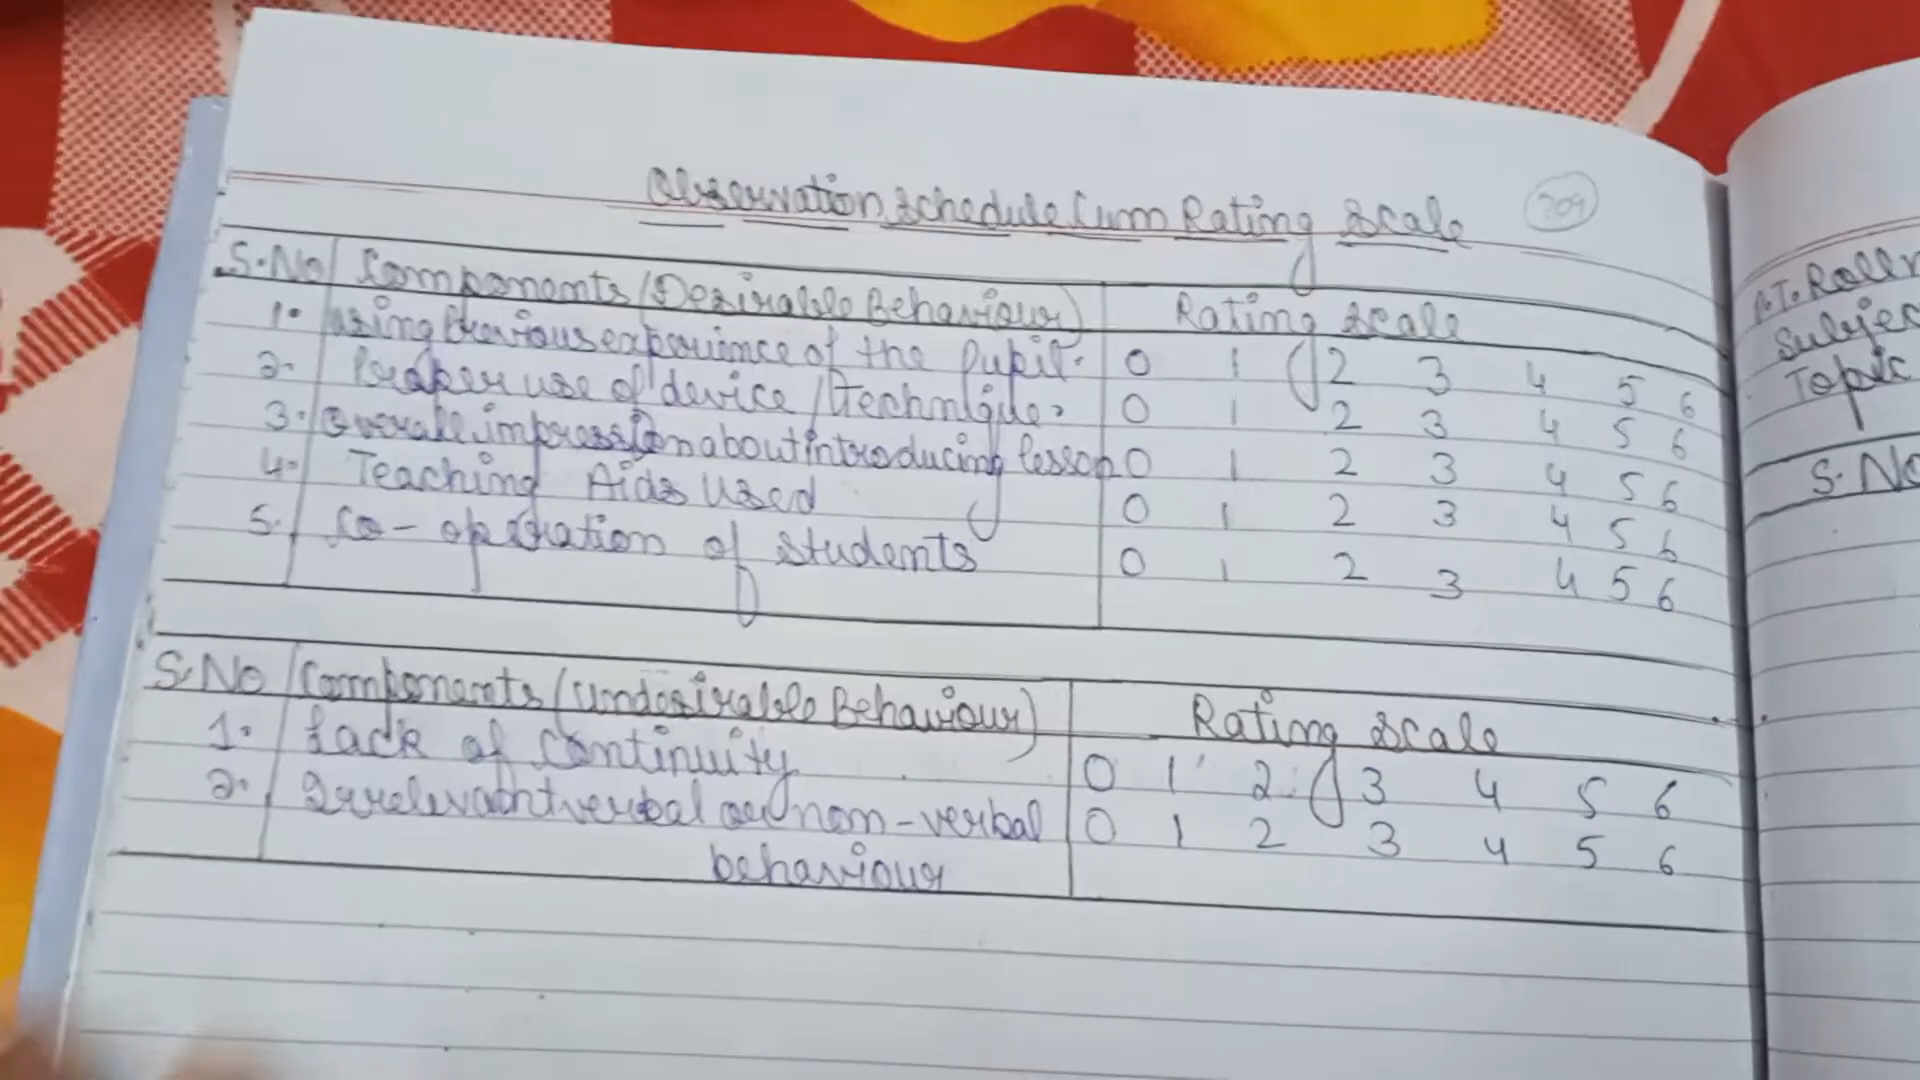 Observation Schedule Cum Rating Scale
209
S.No Components (Desirable Behaviour) Rating Scale
1. using Previous experience of the Pupil. 0 1 2 3 4 5 6
2. Proper use of device / Technique. 0 1 2 3 4 5 6
3. Overall impression about introducing lesson 0 1 2 3 4 5 6
4. Teaching Aids Used 0 1 2 3 4 5 6
5. Co-operation of students 0 1 2 3 4 5 6
S.No Components (Undesirable Behaviour) Rating Scale
1. Lack of Continuity 0 1 2 3 4 5 6
2. Irrelevant verbal or non-verbal 0 1 2 3 4 5 6
behaviour
P.T. Roll
Subjec
Topic
S.No